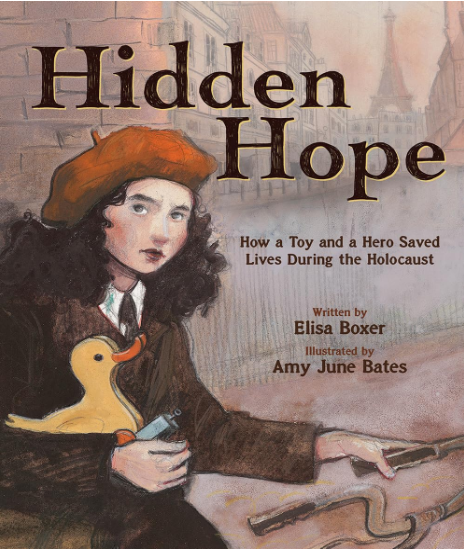 Hidden
Hope
How a Toy and a Hero Saved
Lives During the Holocaust
Written by
Elisa Boxer
Illustrated by
Amy June Bates